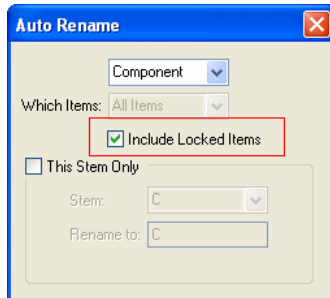 Auto Rename
Component
Which Items: All Items
Include Locked Items
This Stem Only
Stem: C
Rename to: C